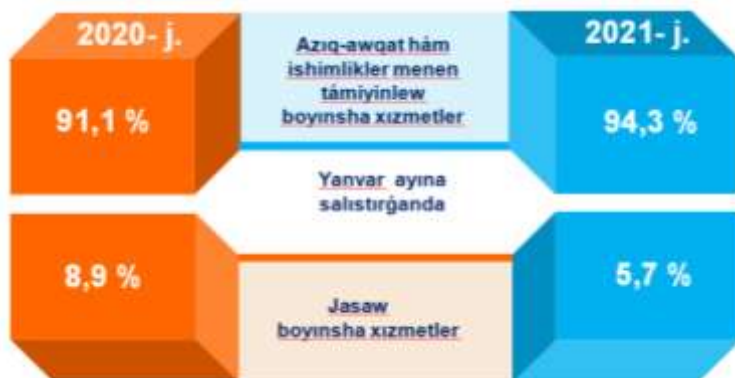 2020- j.
91,1 %
8,9 %
Azıq-awqat hám
ishimlikler menen
támiyinlew
boyınsha xızmetler
Yanvar ayına
salıstırǵanda
Jasaw
boyınsha xızmetler
2021- j.
94,3 %
5,7 %